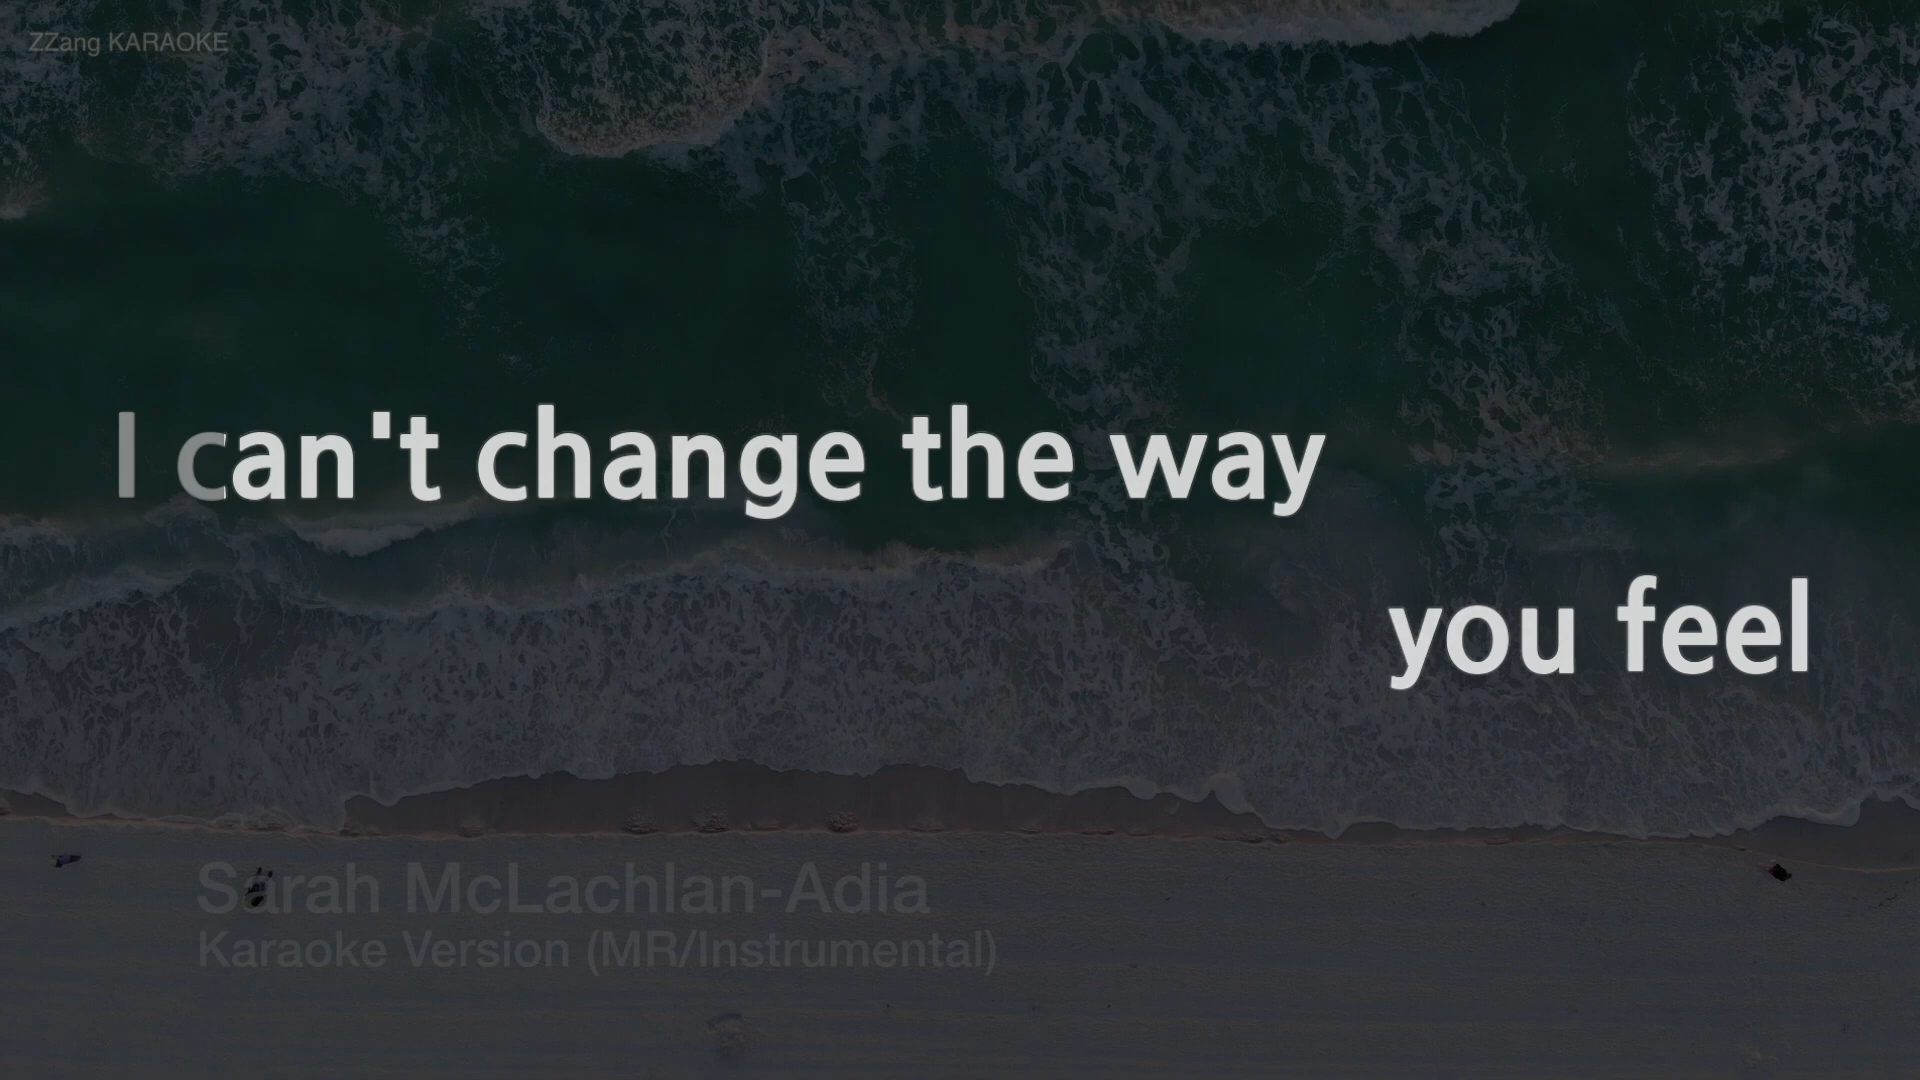 ZZang KARAOKE
I can't change the way
you feel
Sarah McLachlan-Adia
Karaoke Version (MR/Instrumental)